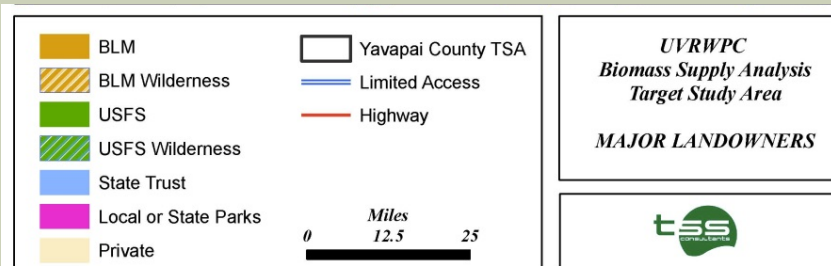 BLM
BLM Wilderness
USFS
USFS Wilderness
State Trust
Local or State Parks
Private
Yavapai County TSA
Limited Access
Highway
Miles
0 12.5 25
UVRWPC
Biomass Supply Analysis
Target Study Area
MAJOR LANDOWNERS
tss
consultants